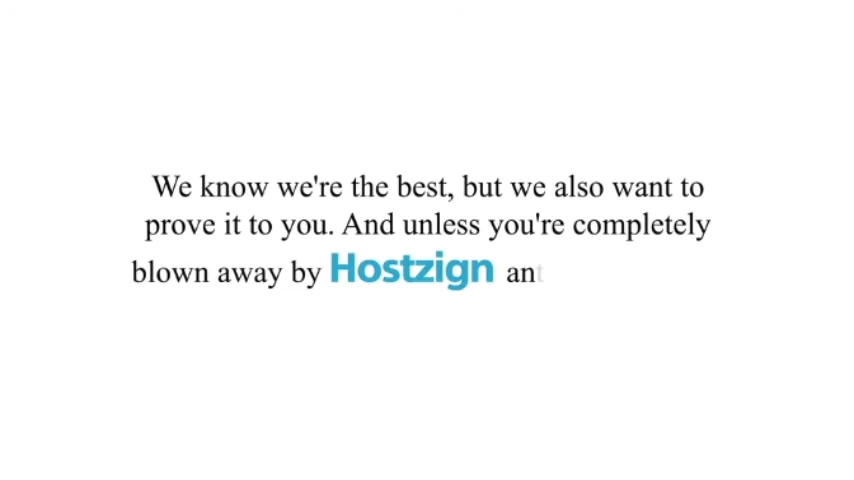 We know we're the best, but we also want to
prove it to you. And unless you're completely
blown away by Hostzign ant